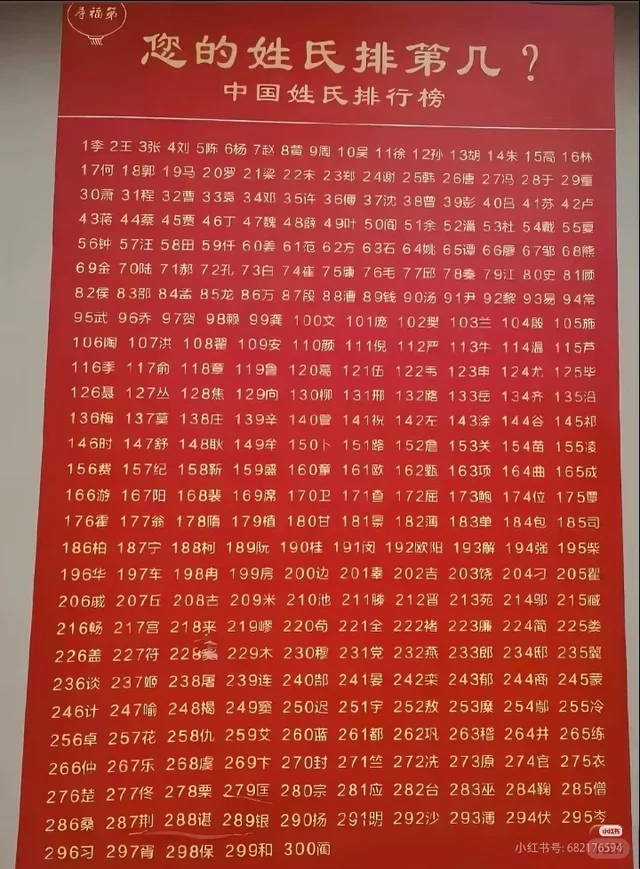 寻福第
您的姓氏排第几？
中国姓氏排行榜
1李 2王 3张 4刘 5陈 6杨 7赵 8黄 9周 10吴 11徐 12孙 13胡 14朱 15高 16林
17何 18郭 19马 20罗 21梁 22宋 23郑 24谢 25韩 26唐 27冯 28于 29董
30萧 31程 32曹 33袁 34邓 35许 36傅 37沈 38曾 39彭 40吕 41苏 42卢
43蒋 44蔡 45贾 46丁 47魏 48薛 49叶 50阎 51余 52潘 53杜 54戴 55夏
56钟 57汪 58田 59任 60姜 61范 62方 63石 64姚 65谭 66廖 67邹 68熊
69金 70陆 71郝 72孔 73白 74崔 75康 76毛 77邱 78秦 79江 80史 81顾
82侯 83邵 84孟 85龙 86万 87段 88漕 89钱 90汤 91尹 92黎 93易 94常
95武 96乔 97贺 98赖 99龚 100文 101庞 102樊 103兰 104殷 105施
106陶 107洪 108翟 109安 110颜 111倪 112严 113牛 114温 115芦
116季 117俞 118章 119鲁 120葛 121伍 122韦 123申 124尤 125毕
126聂 127丛 128焦 129向 130柳 131邢 132路 133岳 134齐 135沿
136梅 137莫 138庄 139辛 140管 141祝 142左 143涂 144谷 145祁
146时 147舒 148耿 149牟 150卜 151路 152詹 153关 154苗 155凌
156费 157纪 158靳 159盛 160童 161欧 162甄 163项 164曲 165成
166游 167阳 168裴 169席 170卫 171查 172屈 173鲍 174位 175覃
176霍 177翁 178隋 179植 180甘 181景 182薄 183单 184包 185司
186柏 187宁 188柯 189阮 190桂 191闵 192欧阳 193解 194强 195柴
196华 197车 198冉 199房 200边 201辜 202吉 203饶 204刁 205瞿
206戚 207丘 208古 209米 210池 211滕 212晋 213苑 214邬 215臧
216畅 217宫 218来 219嵺 220苟 221全 222褚 223廉 224简 225娄
226盖 227符 228奚 229木 230穆 231党 232燕 233郎 234邸 235冀
236谈 237姬 238屠 239连 240郜 241晏 242栾 243郁 244商 245蒙
246计 247喻 248揭 249窦 250迟 251宇 252敖 253糜 254鄢 255冷
256卓 257花 258仇 259艾 260蓝 261都 262巩 263稽 264井 265练
266仲 267乐 268虞 269卞 270封 271竺 272冼 273原 274官 275衣
276楚 277佟 278栗 279匡 280宗 281应 282台 283巫 284鞠 285僧
286桑 287荆 288谌 289银 290扬 291明 292沙 293薄 294伏 295岑
296习 297胥 298保 299和 300蔺
小红书
小红书号: 682176594